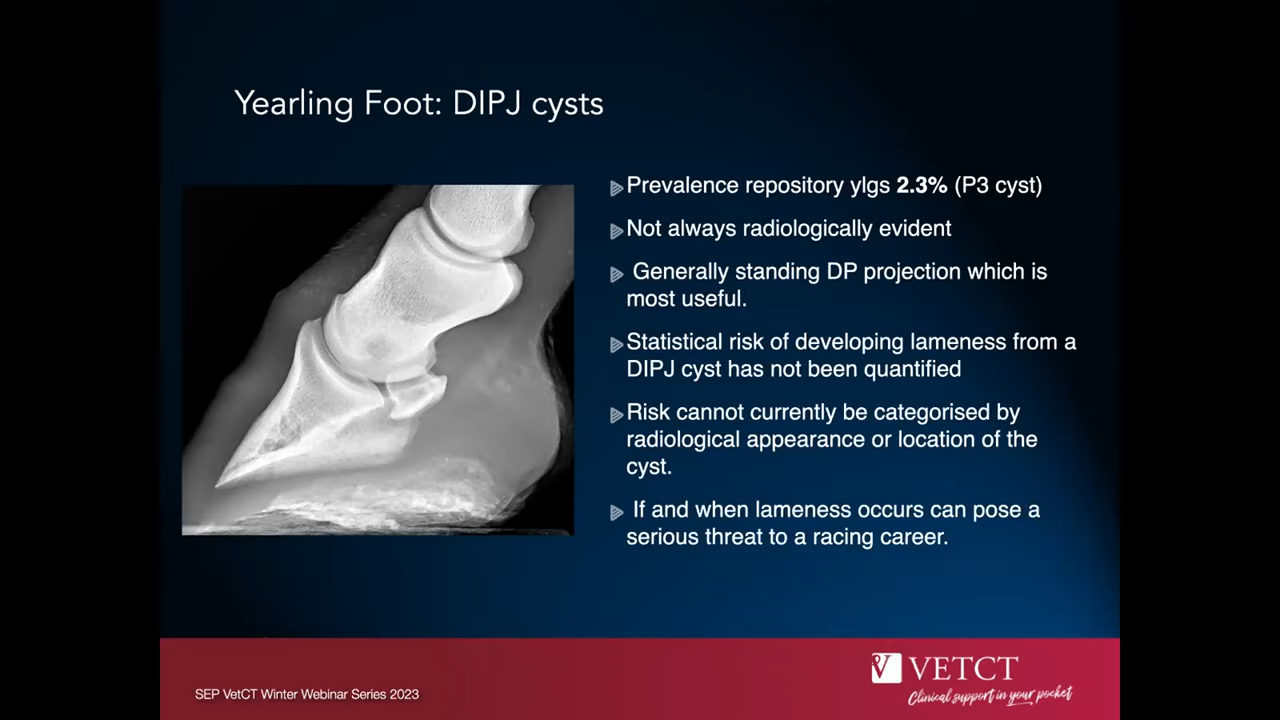 Yearling Foot: DIPJ cysts
Prevalence repository ylgs 2.3% (P3 cyst)
Not always radiologically evident
Generally standing DP projection which is
most useful.
Statistical risk of developing lameness from a
DIPJ cyst has not been quantified
Risk cannot currently be categorised by
radiological appearance or location of the
cyst.
If and when lameness occurs can pose a
serious threat to a racing career.
SEP VetCT Winter Webinar Series 2023
VETCT
Clinical support in your pocket